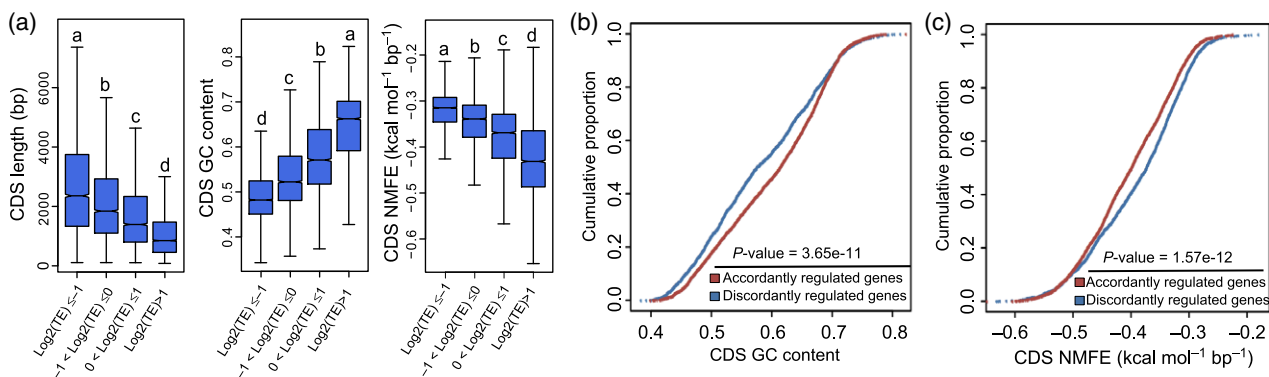 (a)
CDS length (bp)
0 2000 4000 6000
a
b
c
d
Log2(TE) ≤−1
−1 < Log2(TE) ≤0
0 < Log2(TE) ≤1
Log2(TE)>1
CDS GC content
0.4 0.5 0.6 0.7 0.8
d
c
b
a
Log2(TE) ≤−1
−1 < Log2(TE) ≤0
0 < Log2(TE) ≤1
Log2(TE)>1
CDS NMFE (kcal mol⁻¹ bp⁻¹)
−0.6 −0.5 −0.4 −0.3 −0.2
a
b
c
d
Log2(TE) ≤−1
−1 < Log2(TE) ≤0
0 < Log2(TE) ≤1
Log2(TE)>1
(b)
Cumulative proportion
0.0 0.2 0.4 0.6 0.8 1.0
P-value = 3.65e-11
Accordantly regulated genes
Discordantly regulated genes
0.4 0.5 0.6 0.7 0.8
CDS GC content
(c)
Cumulative proportion
0.0 0.2 0.4 0.6 0.8 1.0
P-value = 1.57e-12
Accordantly regulated genes
Discordantly regulated genes
−0.6 −0.5 −0.4 −0.3 −0.2
CDS NMFE (kcal mol⁻¹ bp⁻¹)